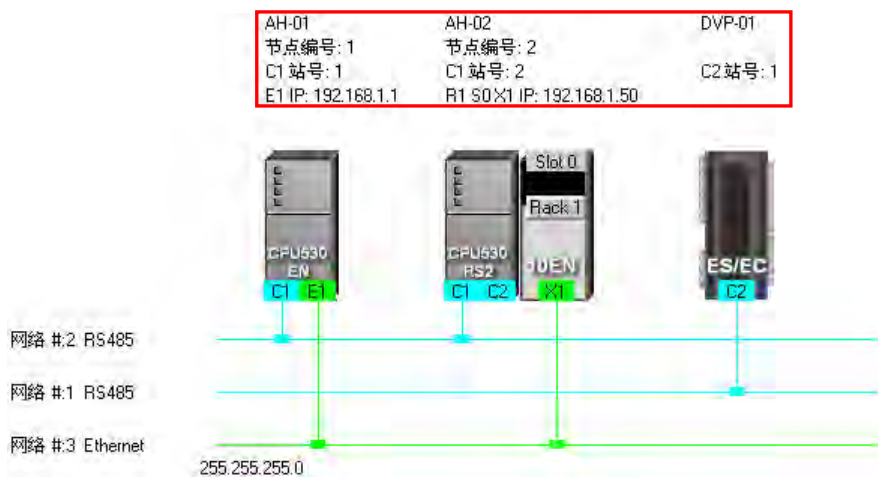 AH-01 AH-02 DVP-01
节点编号: 1 节点编号: 2
C1 站号: 1 C1 站号: 2 C2 站号: 1
E1 IP: 192.168.1.1 R1 S0 X1 IP: 192.168.1.50
Slot 0
Rack 1
CPU530 EN
CPU530 RS2
10EN
ES/EC
C1 E1 C1 C2 X1 C2
网络 #:2 RS485
网络 #:1 RS485
网络 #:3 Ethernet
255.255.255.0